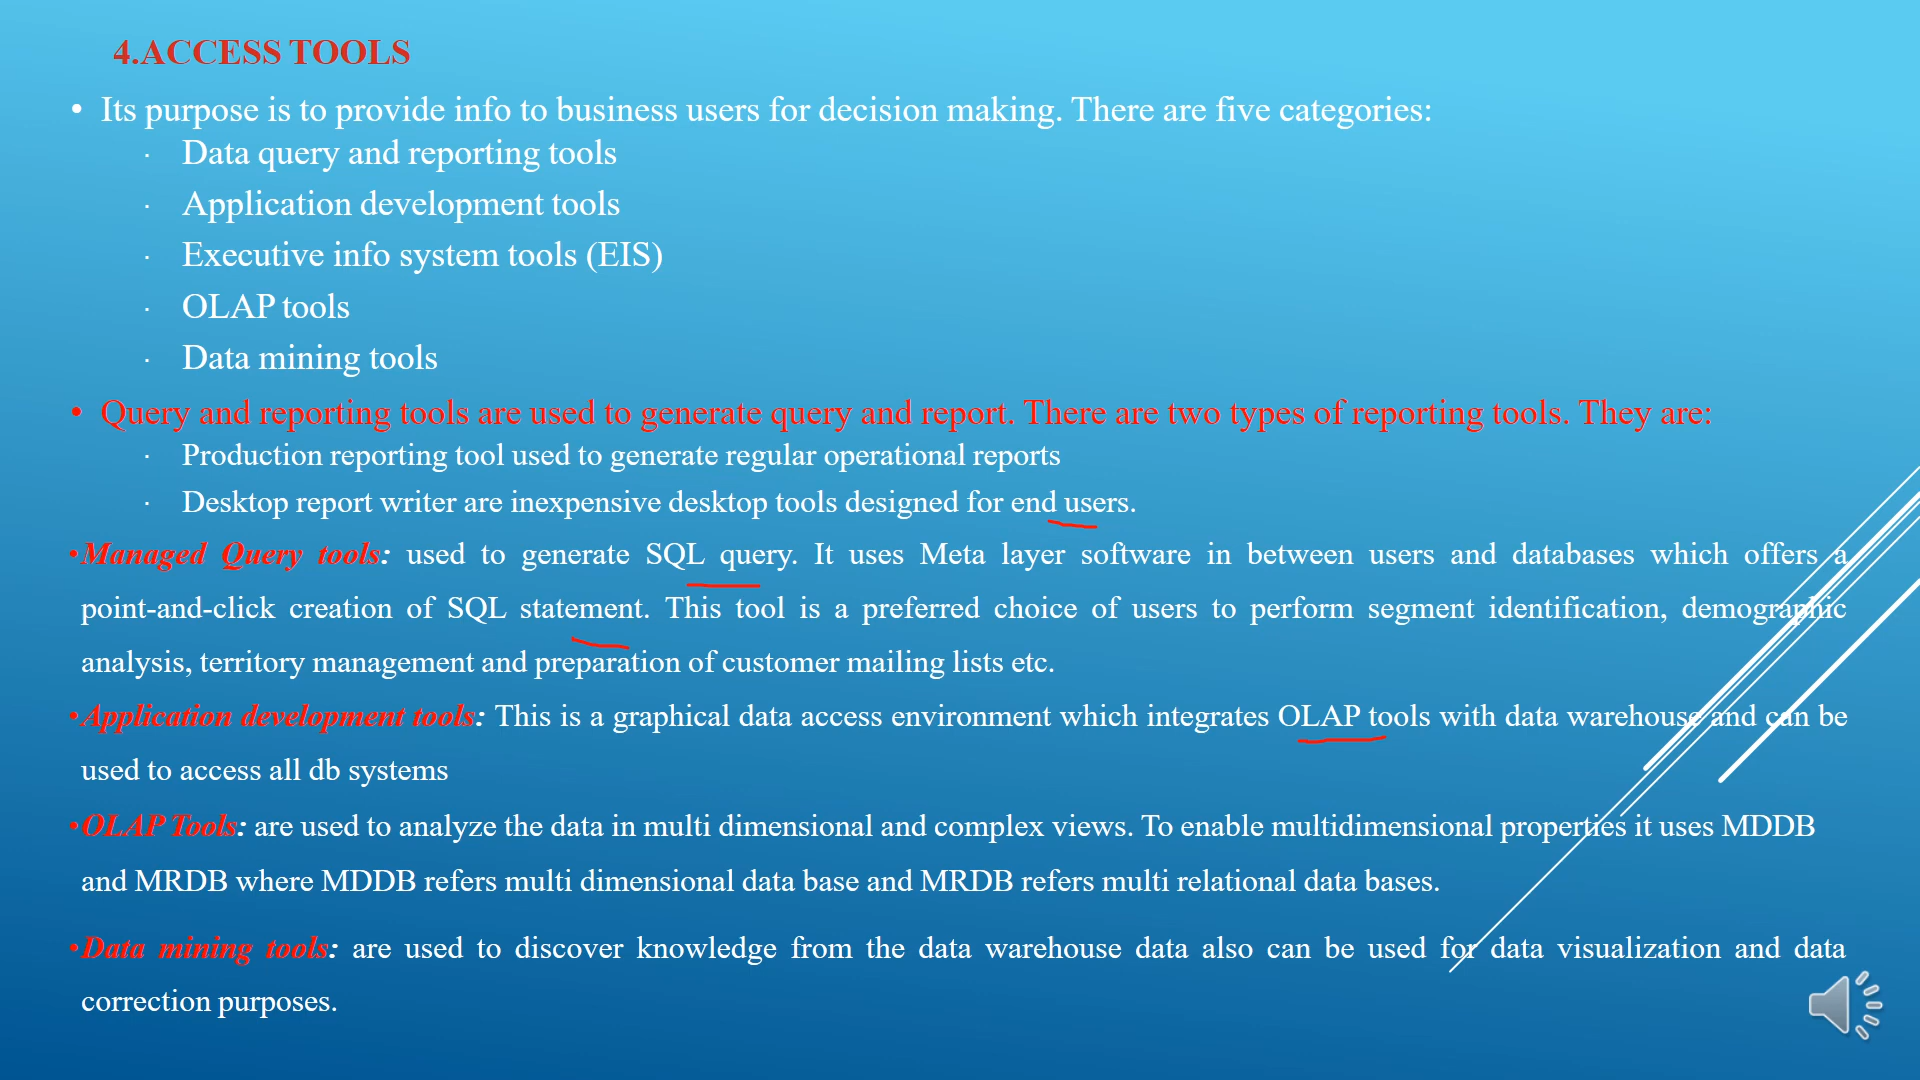 4.ACCESS TOOLS
• Its purpose is to provide info to business users for decision making. There are five categories:
· Data query and reporting tools
· Application development tools
· Executive info system tools (EIS)
· OLAP tools
· Data mining tools
• Query and reporting tools are used to generate query and report. There are two types of reporting tools. They are:
· Production reporting tool used to generate regular operational reports
· Desktop report writer are inexpensive desktop tools designed for end users.
•Managed Query tools: used to generate SQL query. It uses Meta layer software in between users and databases which offers a
point-and-click creation of SQL statement. This tool is a preferred choice of users to perform segment identification, demographic
analysis, territory management and preparation of customer mailing lists etc.
•Application development tools: This is a graphical data access environment which integrates OLAP tools with data warehouse and can be
used to access all db systems
•OLAP Tools: are used to analyze the data in multi dimensional and complex views. To enable multidimensional properties it uses MDDB
and MRDB where MDDB refers multi dimensional data base and MRDB refers multi relational data bases.
•Data mining tools: are used to discover knowledge from the data warehouse data also can be used for data visualization and data
correction purposes.